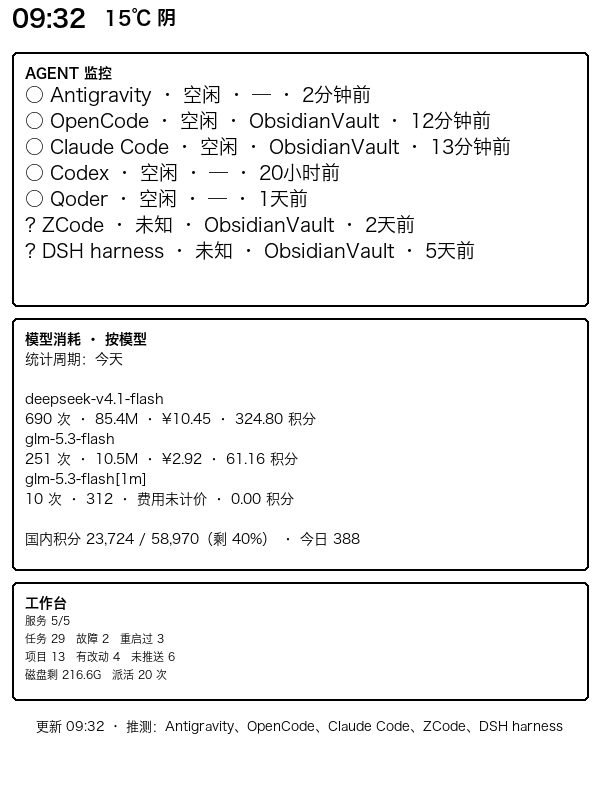 09:32 15℃ 阴
AGENT 监控
○ Antigravity · 空闲 · — · 2分钟前
○ OpenCode · 空闲 · ObsidianVault · 12分钟前
○ Claude Code · 空闲 · ObsidianVault · 13分钟前
○ Codex · 空闲 · — · 20小时前
○ Qoder · 空闲 · — · 1天前
? ZCode · 未知 · ObsidianVault · 2天前
? DSH harness · 未知 · ObsidianVault · 5天前
模型消耗 · 按模型
统计周期：今天
deepseek-v4.1-flash
690 次 · 85.4M · ¥10.45 · 324.80 积分
glm-5.3-flash
251 次 · 10.5M · ¥2.92 · 61.16 积分
glm-5.3-flash[1m]
10 次 · 312 · 费用未计价 · 0.00 积分
国内积分 23,724 / 58,970（剩 40%） · 今日 388
工作台
服务 5/5
任务 29 故障 2 重启过 3
项目 13 有改动 4 未推送 6
磁盘剩 216.6G 派活 20 次
更新 09:32 · 推测：Antigravity、OpenCode、Claude Code、ZCode、DSH harness